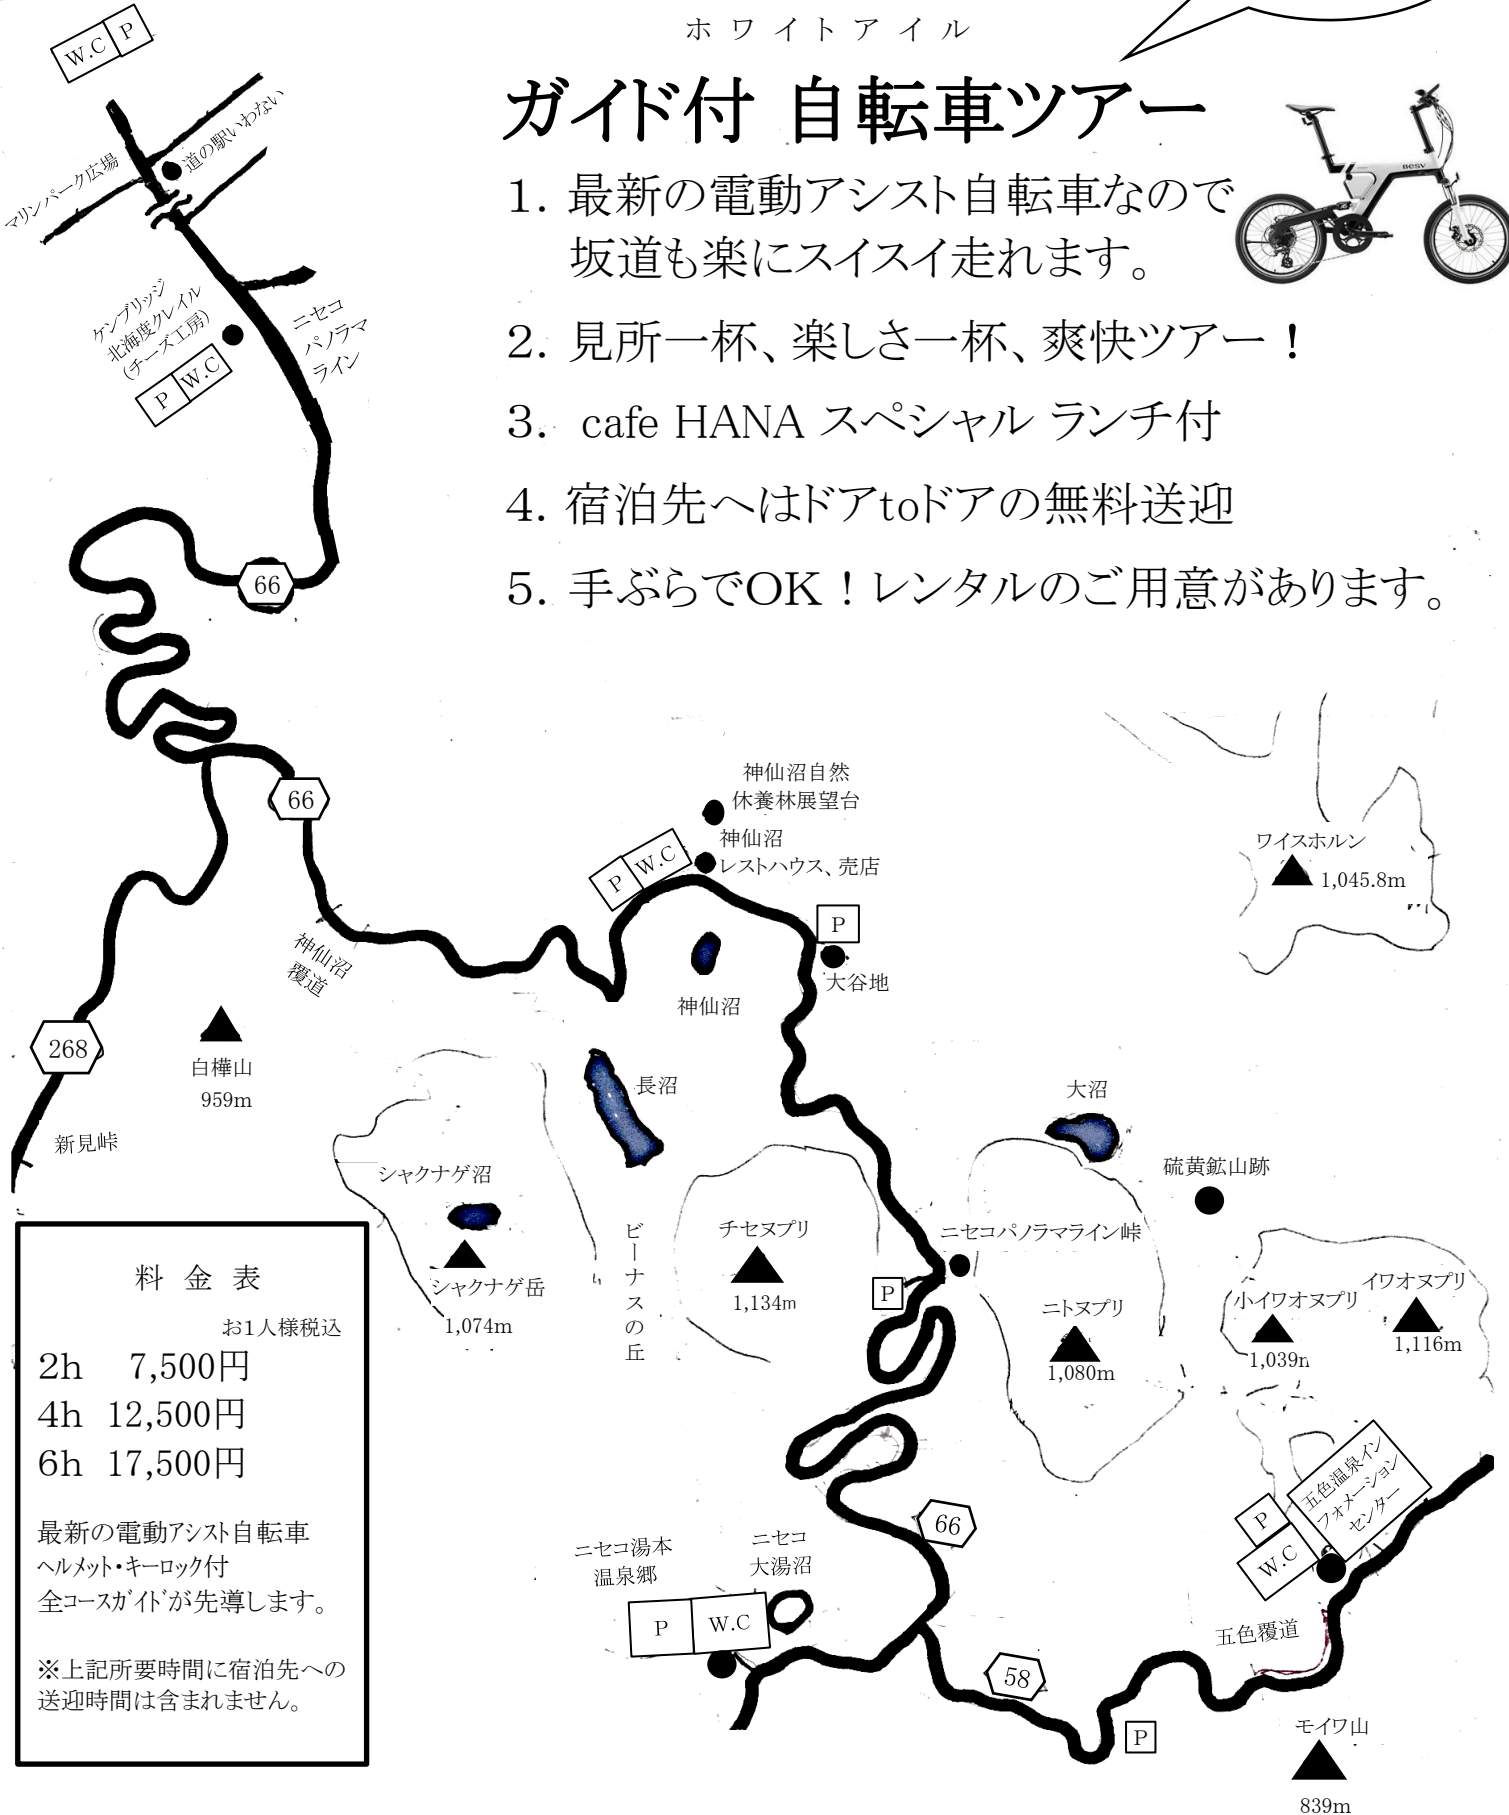 ホワイトアイル
ガイド付 自転車ツアー
1. 最新の電動アシスト自転車なので
坂道も楽にスイスイ走れます。
2. 見所一杯、楽しさ一杯、爽快ツアー！
3. cafe HANA スペシャル ランチ付
4. 宿泊先へはドアtoドアの無料送迎
5. 手ぶらでOK！レンタルのご用意があります。
BESV
W.C P
道の駅いわない
マリンパーク広場
ケンブリッジ
北海度クレイル
(チーズ工房)
P W.C
ニセコ
パノラマ
ライン
66
66
神仙沼自然
休養林展望台
神仙沼
レストハウス、売店
P W.C
P
大谷地
神仙沼
ワイスホルン
1,045.8m
神仙沼
覆道
268
白樺山
959m
新見峠
長沼
大沼
硫黄鉱山跡
シャクナゲ沼
シャクナゲ岳
1,074m
ビーナスの丘
チセヌプリ
1,134m
ニセコパノラマライン峠
P
ニトヌプリ
1,080m
小イワオヌプリ
1,039m
イワオヌプリ
1,116m
料 金 表
お1人様税込
2h 7,500円
4h 12,500円
6h 17,500円
最新の電動アシスト自転車
ヘルメット・キーロック付
全コースガイドが先導します。
※上記所要時間に宿泊先への
送迎時間は含まれません。
五色温泉イン
フォメーション
センター
P
W.C
66
ニセコ湯本
温泉郷
ニセコ
大湯沼
P W.C
五色覆道
58
P
モイワ山
839m